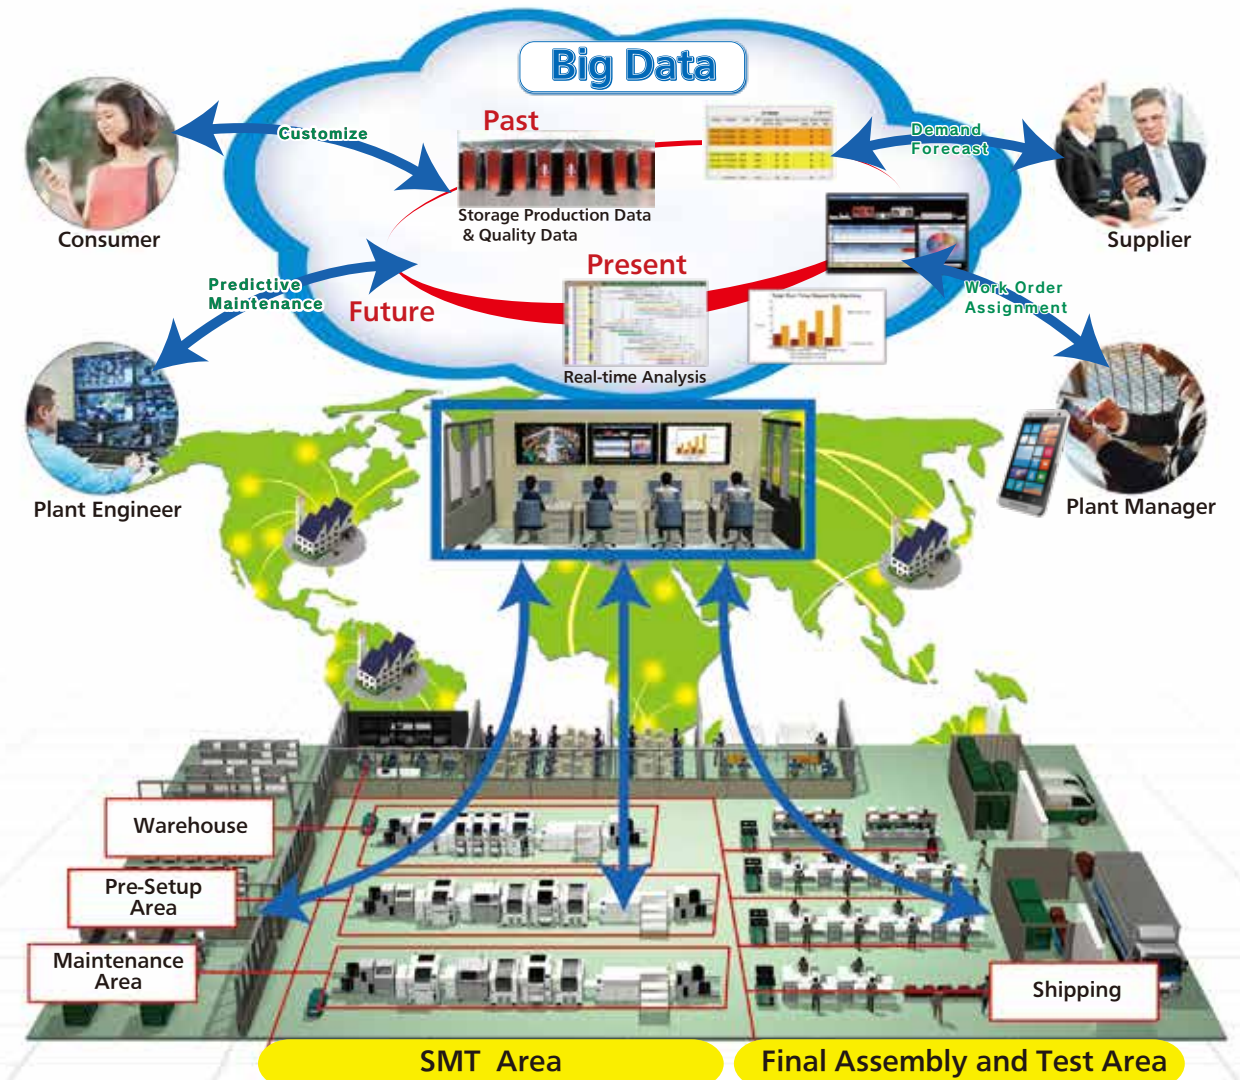 Big Data
Past
Customize
Demand
Forecast
Storage Production Data
& Quality Data
Consumer
Supplier
Present
Predictive
Maintenance
Future
Work Order
Assignment
Real-time Analysis
Plant Engineer
Plant Manager
Warehouse
Pre-Setup
Area
Maintenance
Area
Shipping
SMT Area
Final Assembly and Test Area